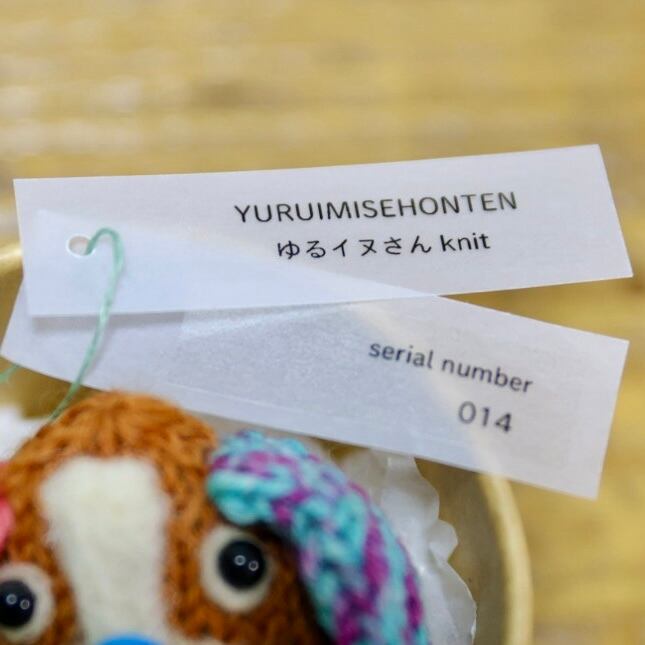 YURUIMISEHONTEN
ゆるイヌさん knit
serial number
014